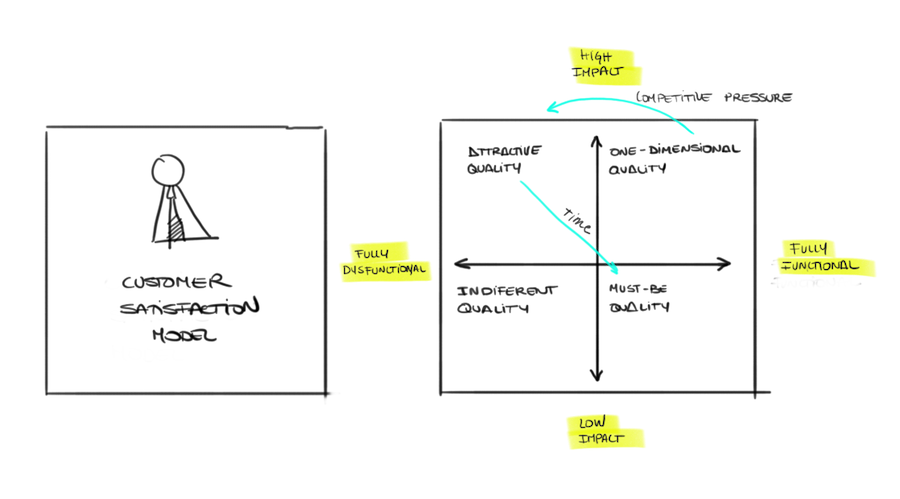 CUSTOMER
SATISFACTION
MODEL
HIGH
IMPACT
COMPETITIVE PRESSURE
ATTRACTIVE
QUALITY
ONE-DIMENSIONAL
QUALITY
TIME
FULLY
DYSFUNCTIONAL
FULLY
FUNCTIONAL
INDIFERENT
QUALITY
MUST-BE
QUALITY
LOW
IMPACT